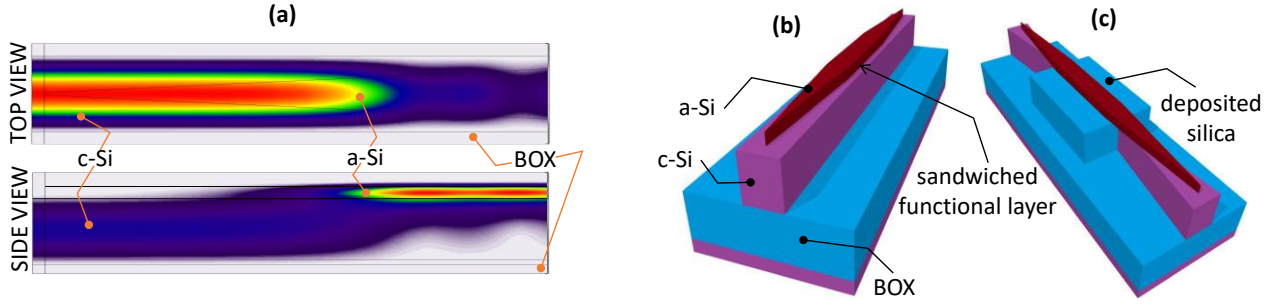 (a)
TOP VIEW
SIDE VIEW
c-Si
a-Si
BOX
(b)
a-Si
c-Si
sandwiched
functional layer
BOX
(c)
deposited
silica